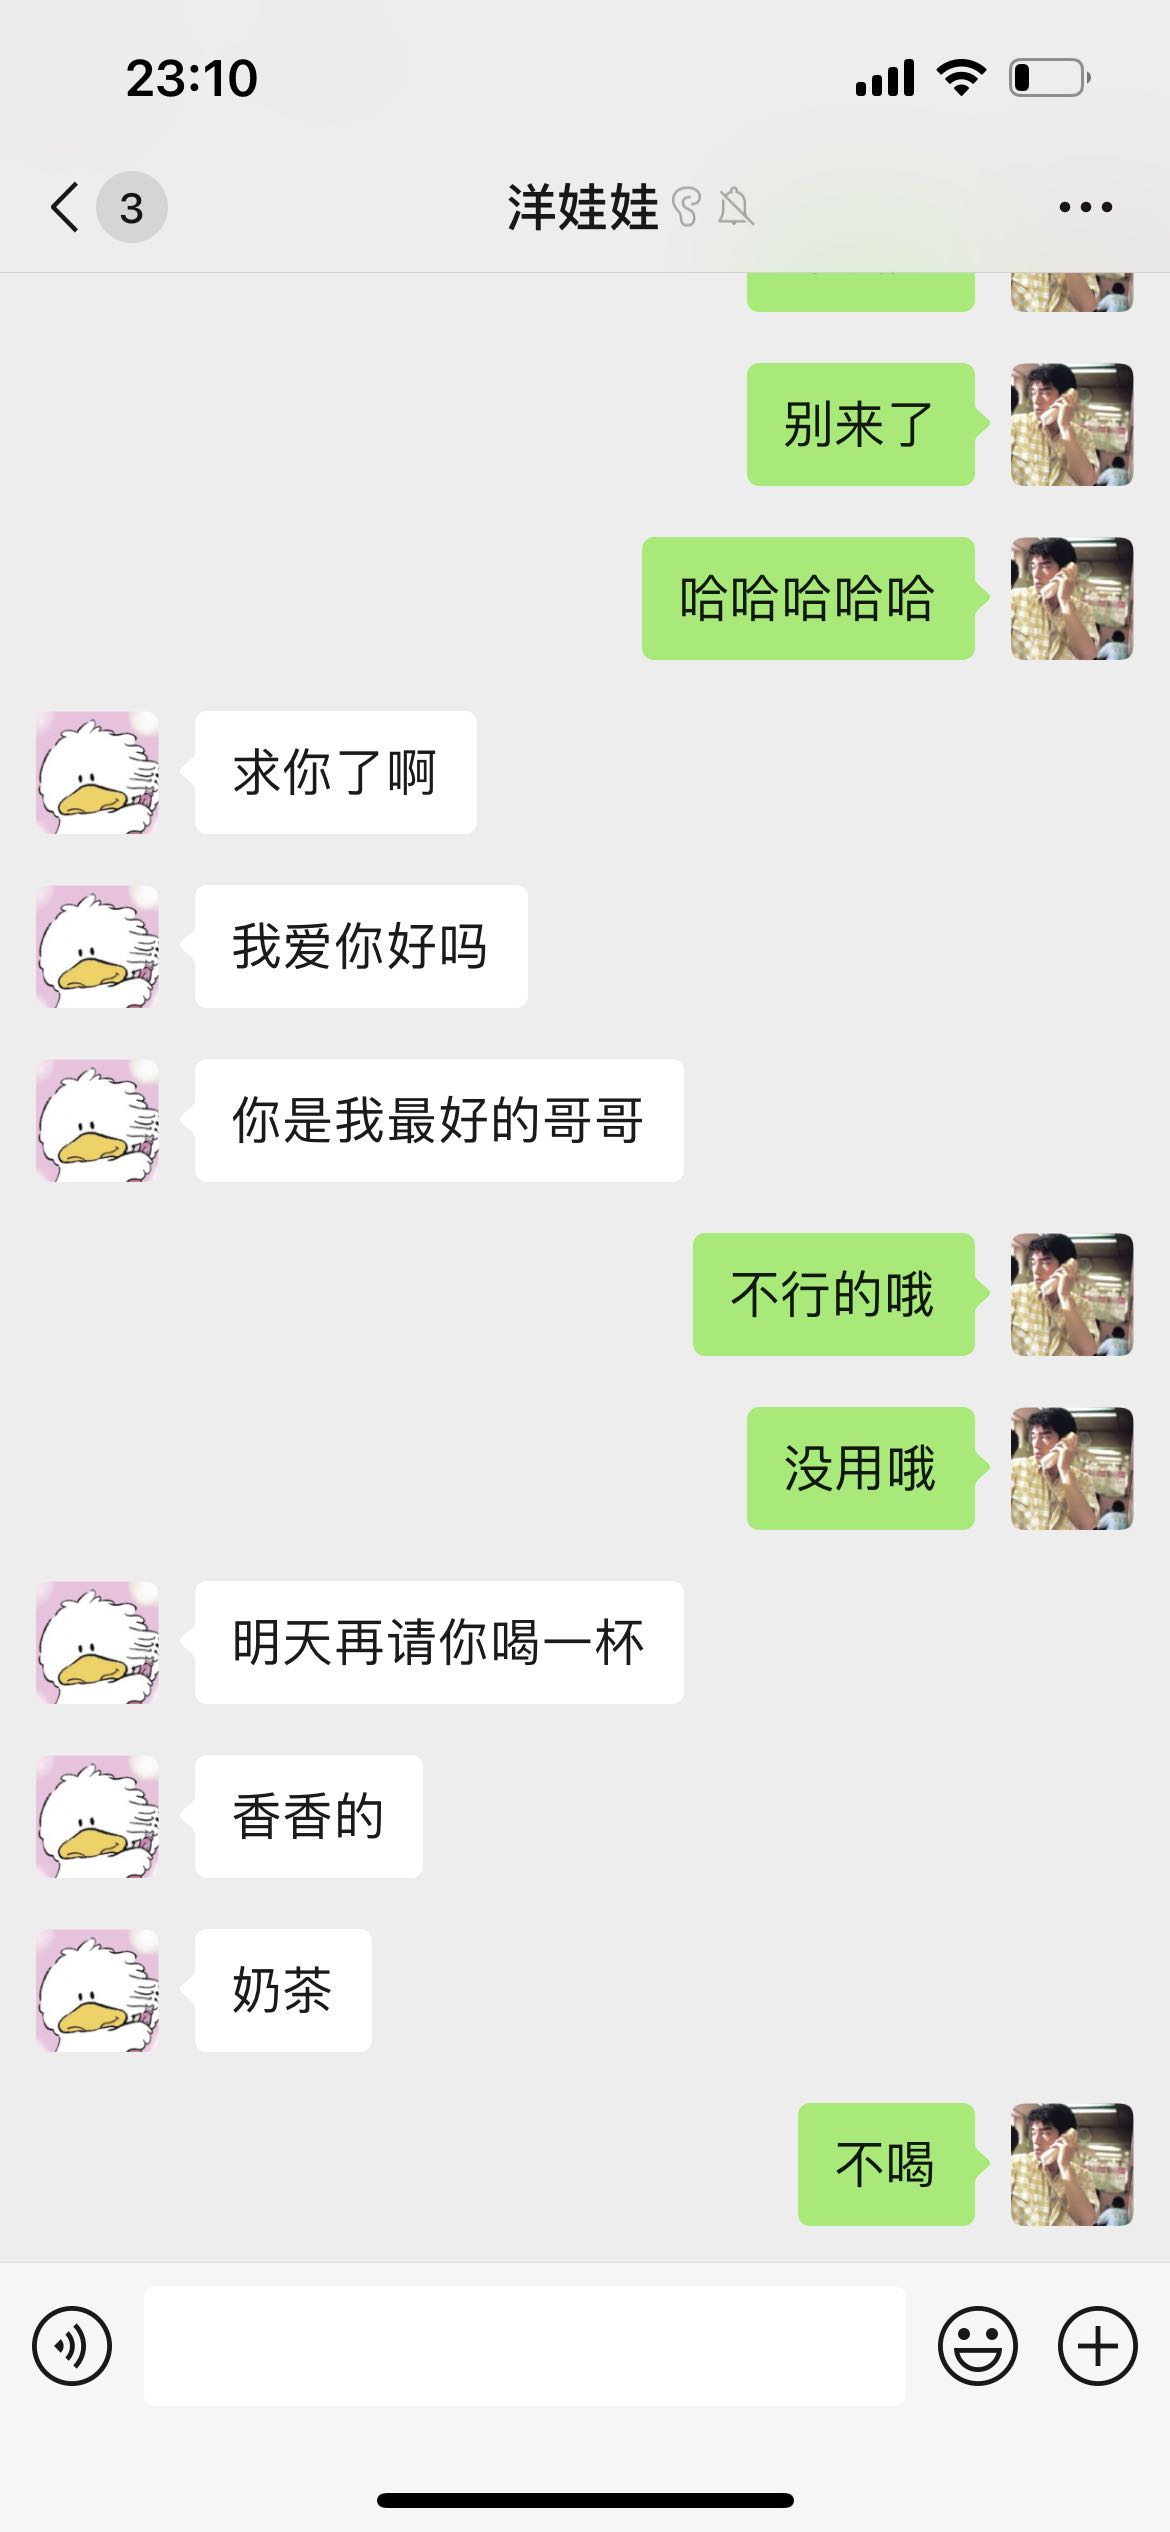 23:10
3
洋娃娃
别来了
哈哈哈哈哈
求你了啊
我爱你好吗
你是我最好的哥哥
不行的哦
没用哦
明天再请你喝一杯
香香的
奶茶
不喝